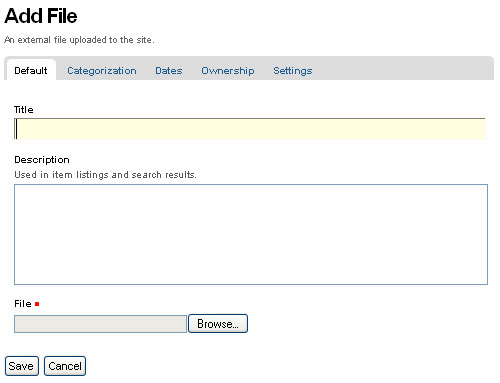 Add File
An external file uploaded to the site.
Default Categorization Dates Ownership Settings
Title
Description
Used in item listings and search results.
File
Browse...
Save Cancel